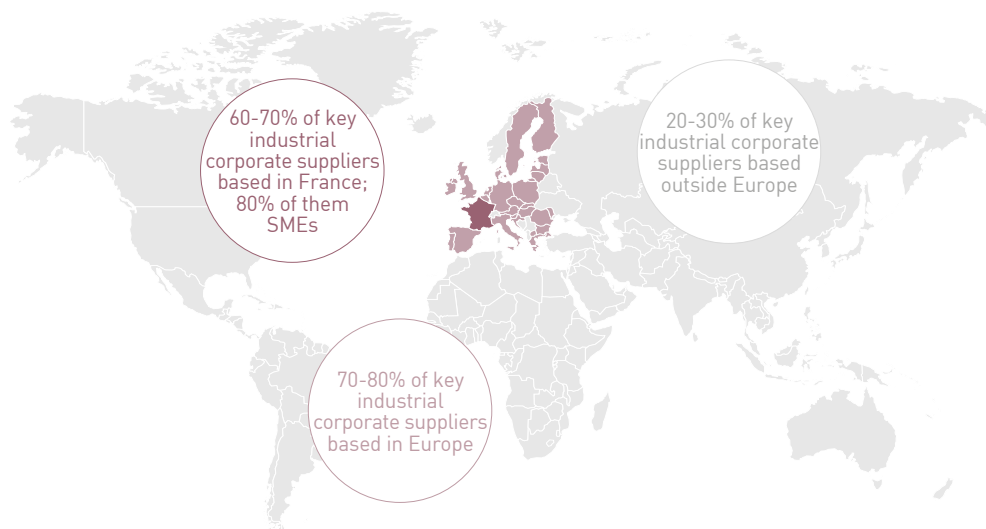 60-70% of key
industrial
corporate suppliers
based in France;
80% of them
SMEs
20-30% of key
industrial corporate
suppliers based
outside Europe
70-80% of key
industrial
corporate suppliers
based in Europe